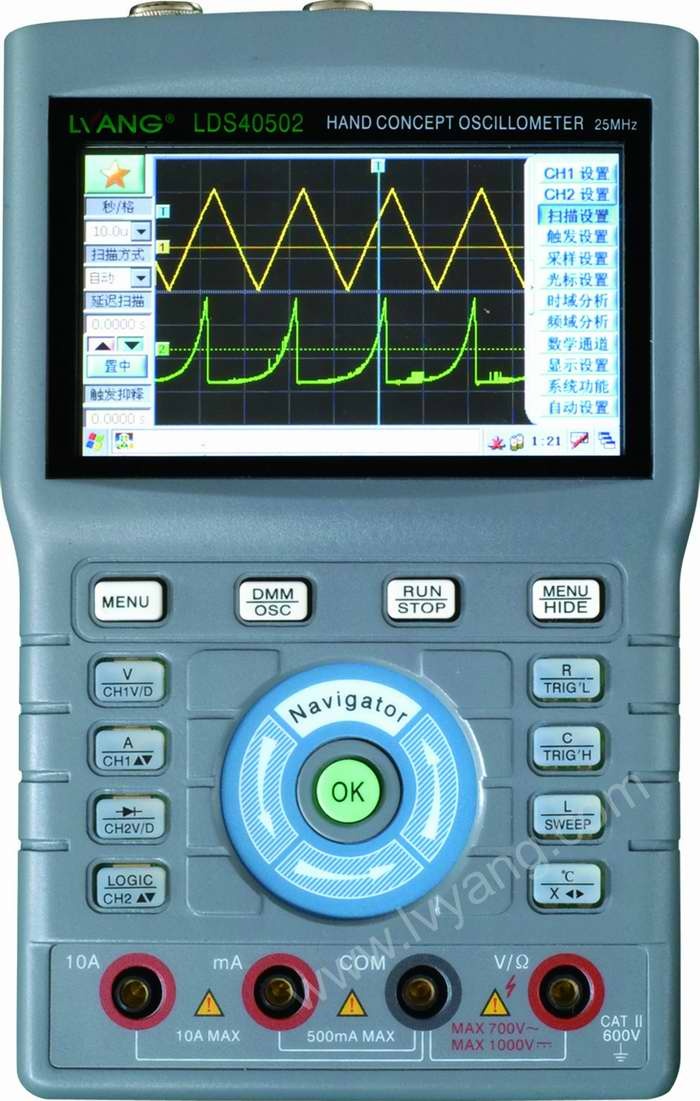 LVYANG® LDS40502 HAND CONCEPT OSCILLOMETER 25MHz
T
秒/格
10.0u
扫描方式
自动
延迟扫描
0.0000 s
置中
触发抑释
0.0000 s
T
1
2
CH1 设置
CH2 设置
扫描设置
触发设置
采样设置
光标设置
时域分析
频域分析
数学通道
显示设置
系统功能
自动设置
1:21
MENU
DMM
OSC
RUN
STOP
MENU
HIDE
V
CH1V/D
A
CH1▲▼
CH2V/D
LOGIC
CH2 ▲▼
Navigator
OK
R
TRIG'L
C
TRIG'H
L
SWEEP
℃
X ◄►
10A
mA
COM
V/Ω
10A MAX
500mA MAX
MAX 700V～
MAX 1000V⎓
CAT II
600V
www.lvyang.com